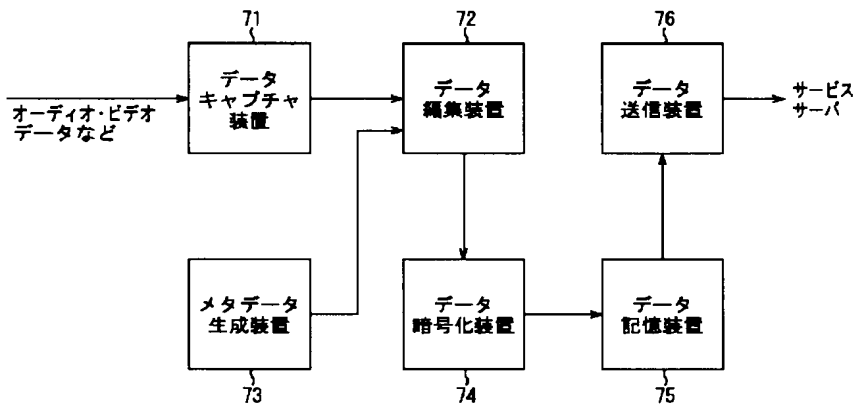 71
72
76
データ
キャプチャ
装置
データ
編集装置
データ
送信装置
サービス
サーバ
オーディオ・ビデオ
データなど
メタデータ
生成装置
データ
暗号化装置
データ
記憶装置
73
74
75